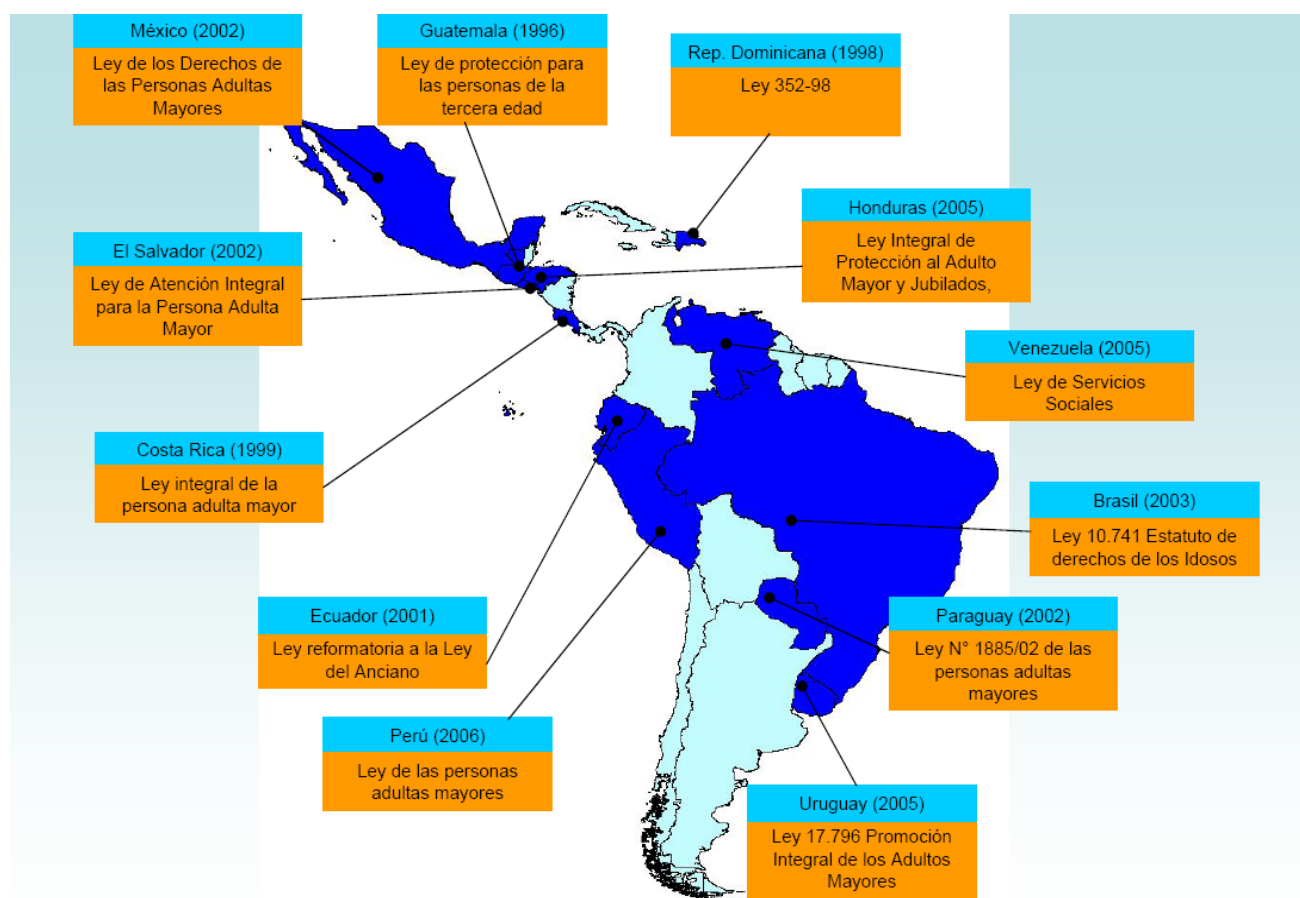 México (2002)
Ley de los Derechos de
las Personas Adultas
Mayores
Guatemala (1996)
Ley de protección para
las personas de la
tercera edad
Rep. Dominicana (1998)
Ley 352-98
Honduras (2005)
Ley Integral de
Protección al Adulto
Mayor y Jubilados,
El Salvador (2002)
Ley de Atención Integral
para la Persona Adulta
Mayor
Venezuela (2005)
Ley de Servicios
Sociales
Costa Rica (1999)
Ley integral de la
persona adulta mayor
Brasil (2003)
Ley 10.741 Estatuto de
derechos de los Idosos
Ecuador (2001)
Ley reformatoria a la Ley
del Anciano
Paraguay (2002)
Ley N° 1885/02 de las
personas adultas
mayores
Perú (2006)
Ley de las personas
adultas mayores
Uruguay (2005)
Ley 17.796 Promoción
Integral de los Adultos
Mayores